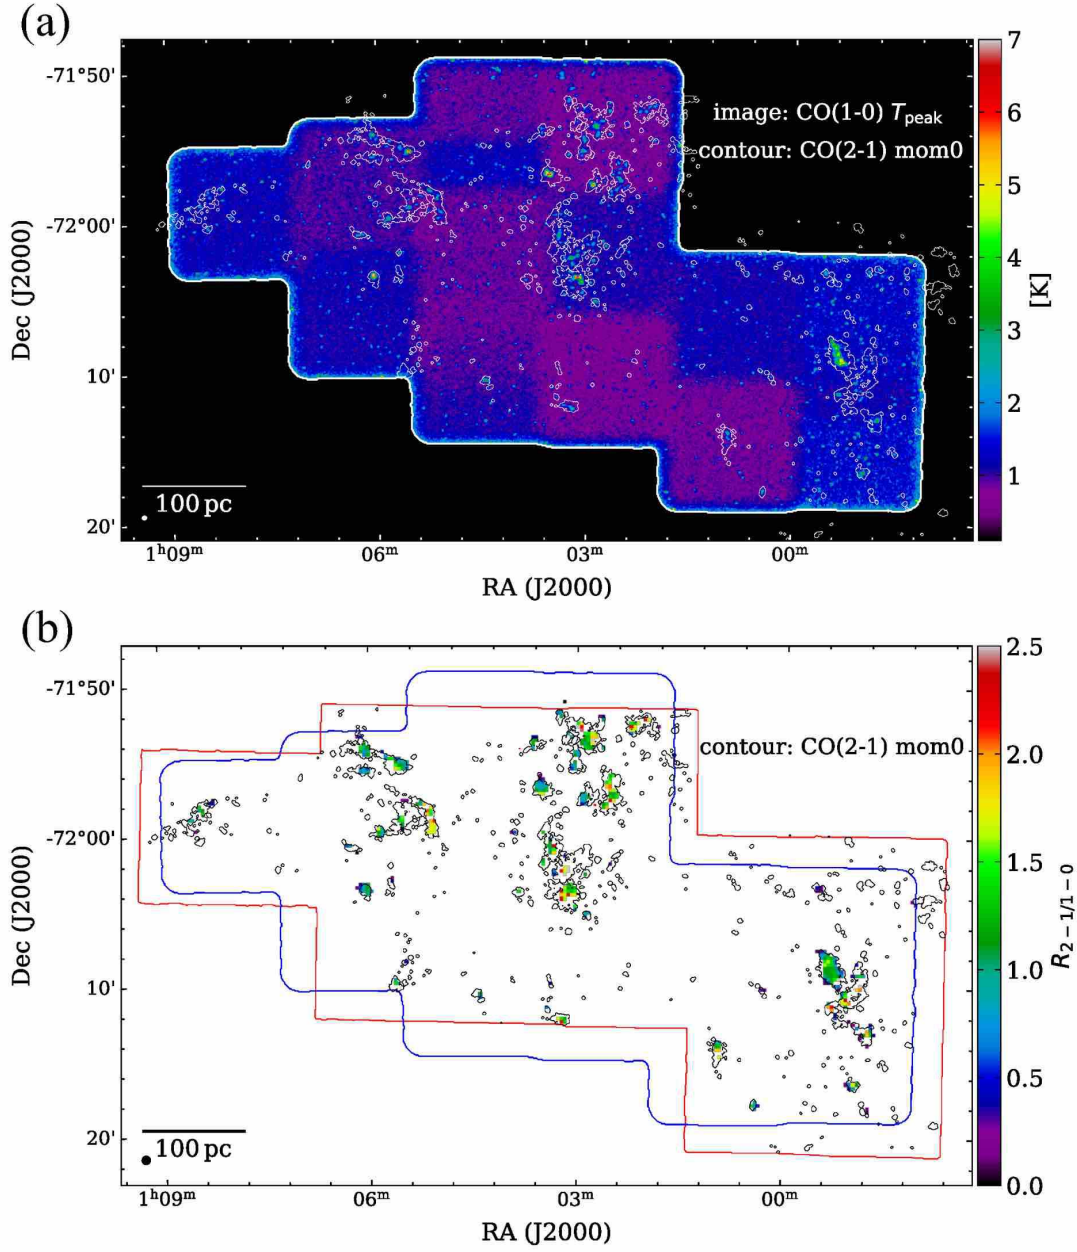 (a)
-71°50'
-72°00'
10'
20'
Dec (J2000)
image: CO(1-0) Tpeak
contour: CO(2-1) mom0
100 pc
1h09m
06m
03m
00m
RA (J2000)
7
6
5
4
3
2
1
[K]
(b)
-71°50'
-72°00'
10'
20'
Dec (J2000)
contour: CO(2-1) mom0
100 pc
1h09m
06m
03m
00m
RA (J2000)
2.5
2.0
1.5
1.0
0.5
0.0
R2−1/1−0